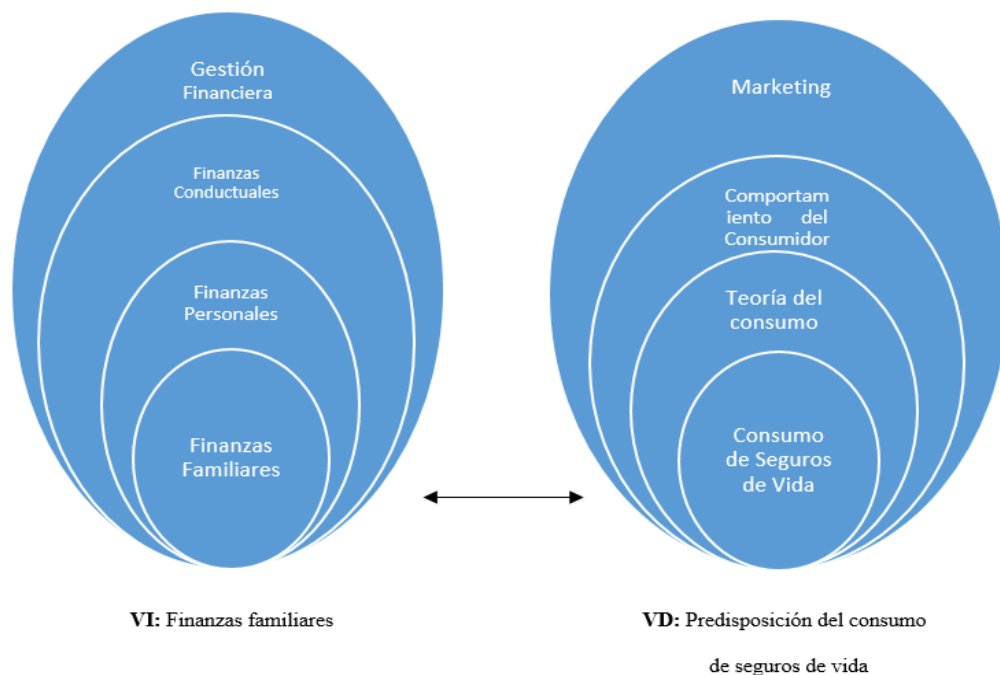 Gestión
Financiera
Finanzas
Conductuales
Finanzas
Personales
Finanzas
Familiares
Marketing
Comportam
iento del
Consumidor
Teoría del
consumo
Consumo
de Seguros
de Vida
VI: Finanzas familiares
VD: Predisposición del consumo
de seguros de vida